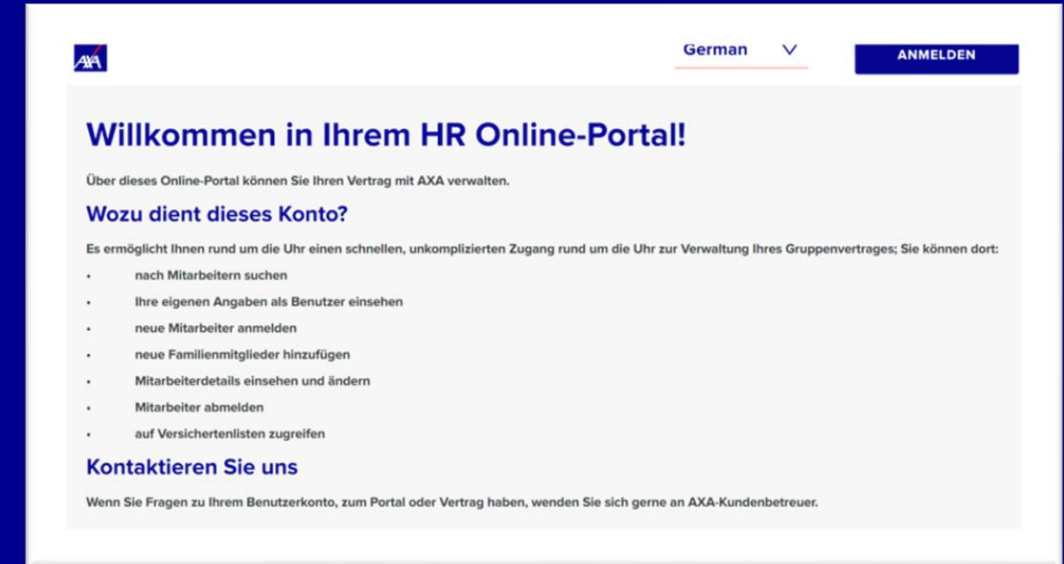 AXA
German
ANMELDEN
Willkommen in Ihrem HR Online-Portal!
Über dieses Online-Portal können Sie Ihren Vertrag mit AXA verwalten.
Wozu dient dieses Konto?
Es ermöglicht Ihnen rund um die Uhr einen schnellen, unkomplizierten Zugang rund um die Uhr zur Verwaltung Ihres Gruppenvertrages; Sie können dort:
• nach Mitarbeitern suchen
• Ihre eigenen Angaben als Benutzer einsehen
• neue Mitarbeiter anmelden
• neue Familienmitglieder hinzufügen
• Mitarbeiterdetails einsehen und ändern
• Mitarbeiter abmelden
• auf Versichertenlisten zugreifen
Kontaktieren Sie uns
Wenn Sie Fragen zu Ihrem Benutzerkonto, zum Portal oder Vertrag haben, wenden Sie sich gerne an AXA-Kundenbetreuer.